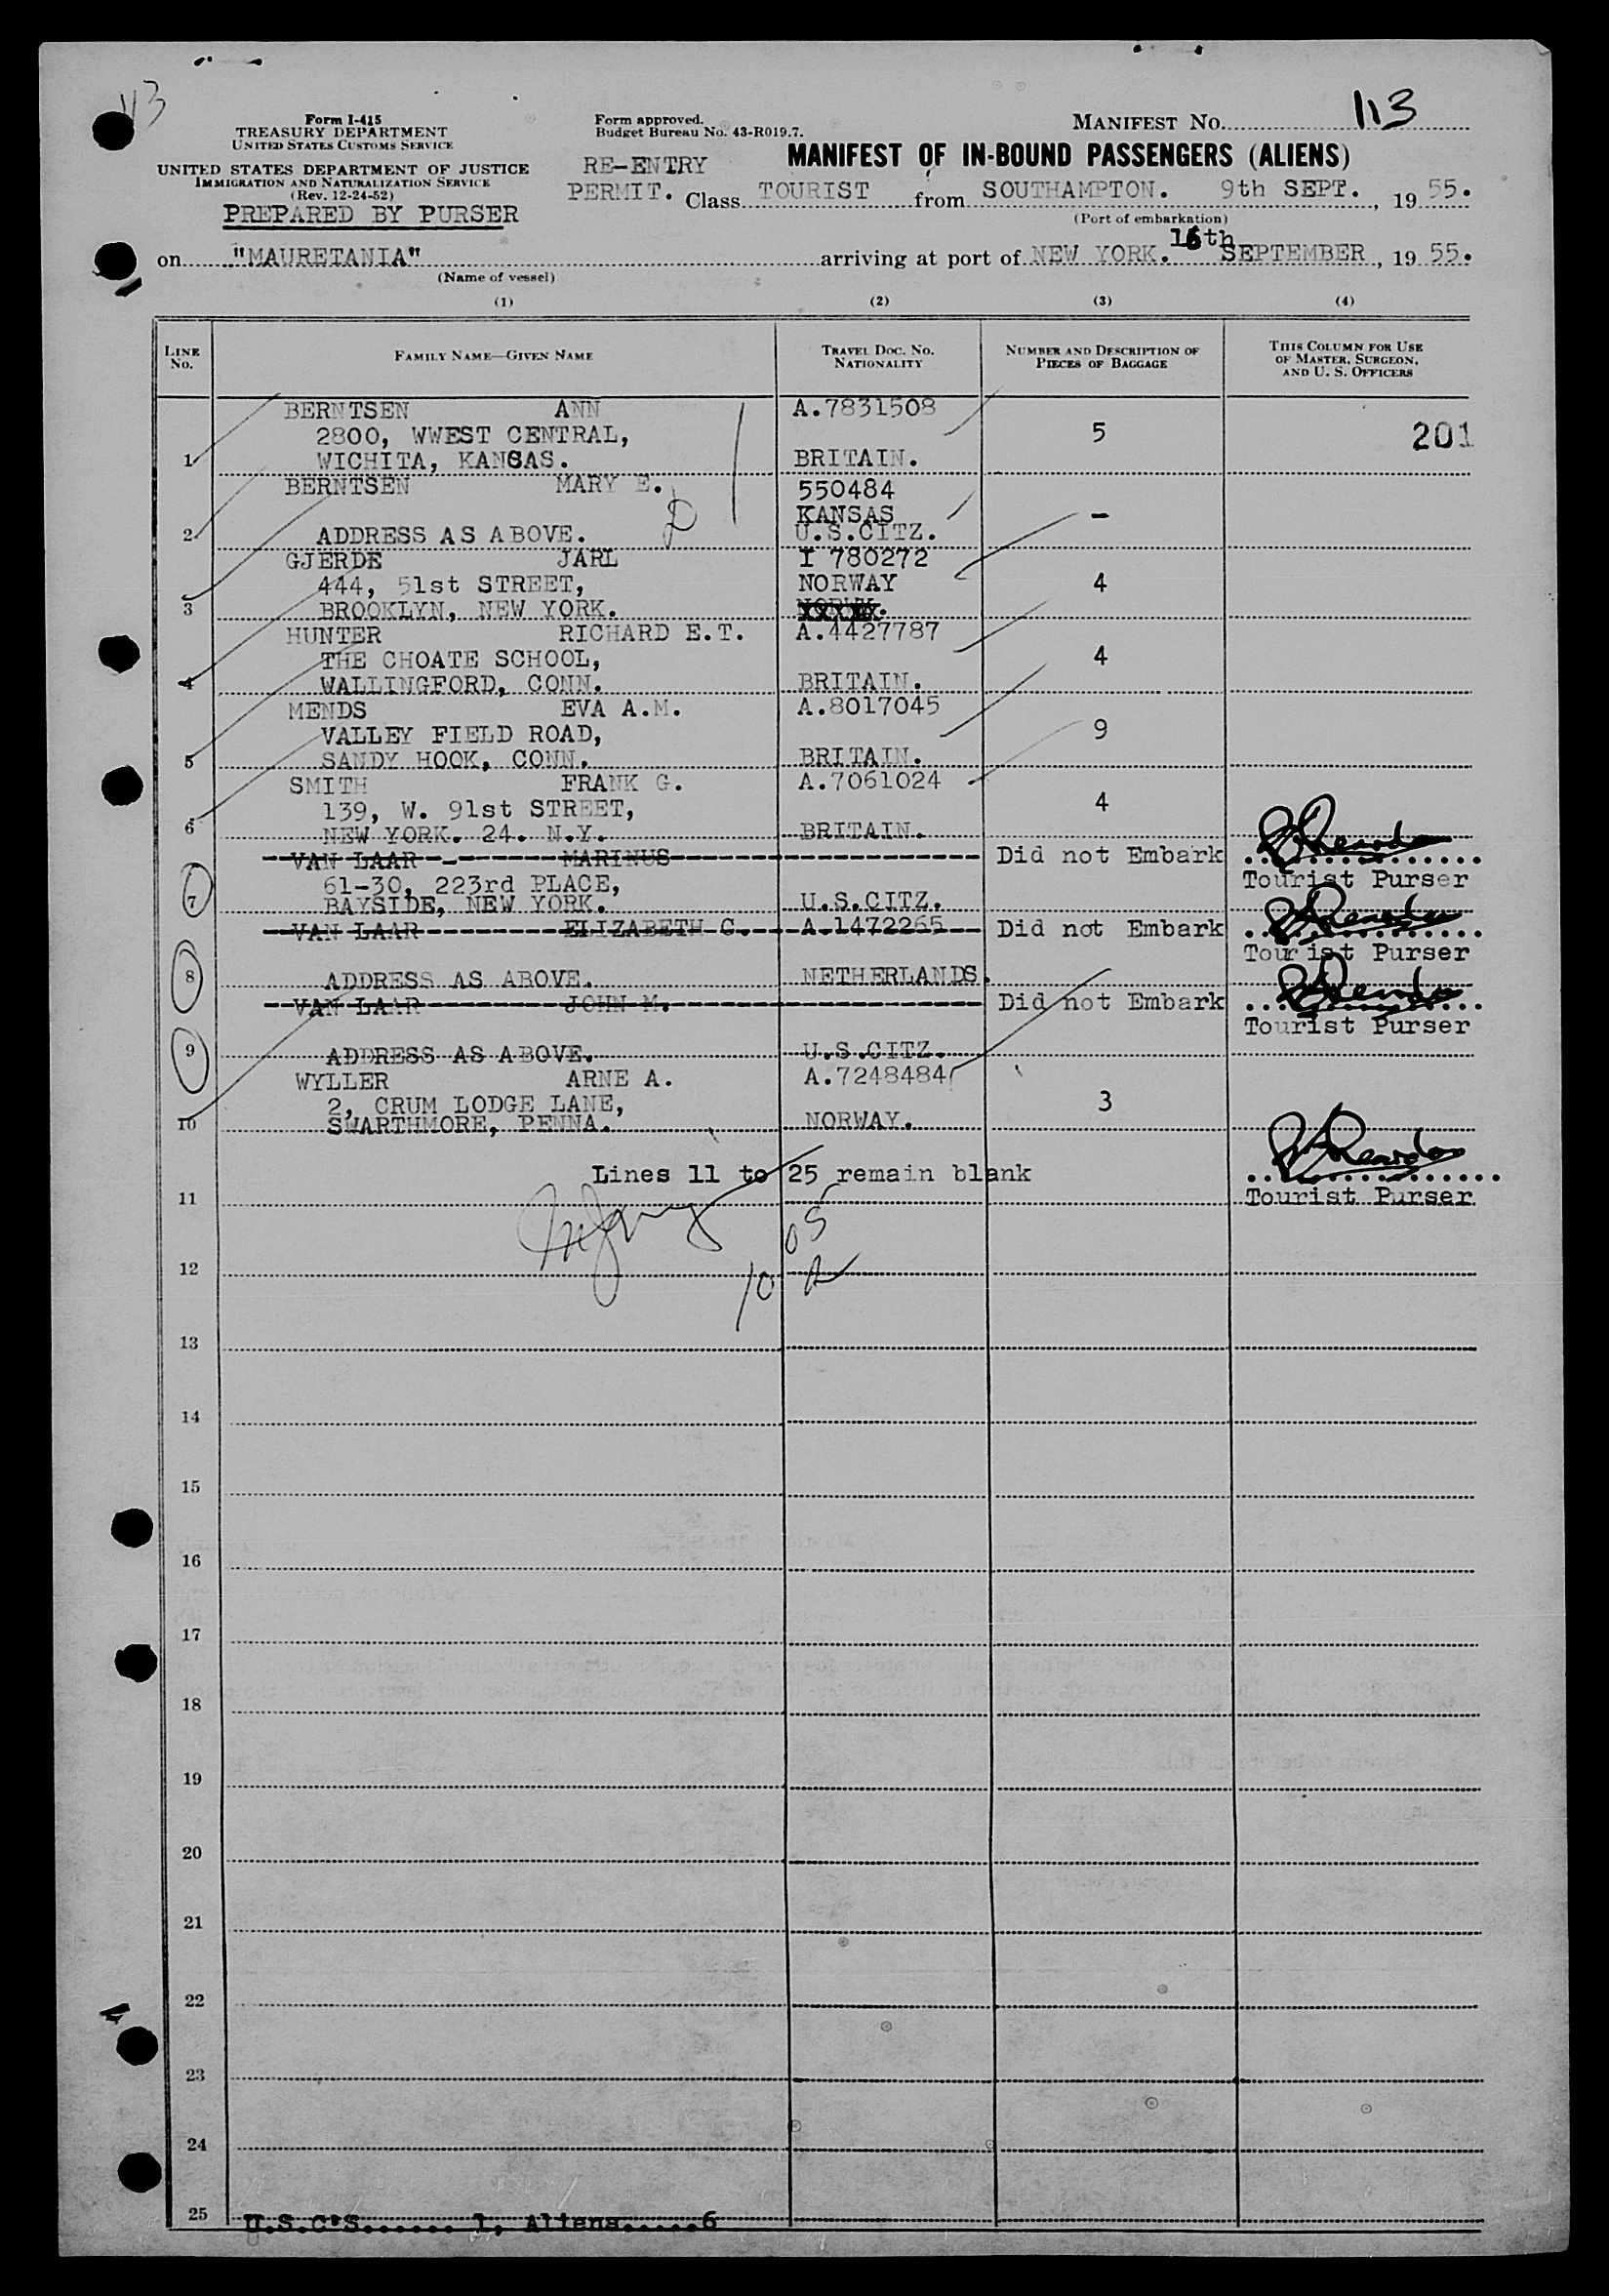 113
Form I-415
TREASURY DEPARTMENT
UNITED STATES CUSTOMS SERVICE
UNITED STATES DEPARTMENT OF JUSTICE
IMMIGRATION AND NATURALIZATION SERVICE
(Rev. 12-24-52)
PREPARED BY PURSER
Form approved.
Budget Bureau No. 43-R019.7.
MANIFEST NO. 113
RE-ENTRY
PERMIT.
MANIFEST OF IN-BOUND PASSENGERS (ALIENS)
Class TOURIST from SOUTHAMPTON. 9th SEPT., 1955.
(Port of embarkation)
on "MAURETANIA" arriving at port of NEW YORK. 16th SEPTEMBER, 1955.
(Name of vessel)
(1) (2) (3) (4)
LINE NO.
FAMILY NAME—GIVEN NAME
TRAVEL DOC. NO.
NATIONALITY
NUMBER AND DESCRIPTION OF
PIECES OF BAGGAGE
THIS COLUMN FOR USE
OF MASTER, SURGEON,
AND U. S. OFFICERS
BERNTSEN ANN A.7831508
2800, WWEST CENTRAL, 5 201
1 WICHITA, KANSAS. BRITAIN.
BERNTSEN MARY E. 550484
KANSAS -
2 ADDRESS AS ABOVE. U.S.CITZ.
GJERDE JARL I 780272
444, 51st STREET, NORWAY 4
3 BROOKLYN, NEW YORK.
HUNTER RICHARD E.T. A.4427787
THE CHOATE SCHOOL, 4
4 WALLINGFORD, CONN. BRITAIN.
MENDS EVA A.M. A.8017045
VALLEY FIELD ROAD, 9
5 SANDY HOOK, CONN. BRITAIN.
SMITH FRANK G. A.7061024
139, W. 91st STREET, 4
6 NEW YORK. 24. N.Y. BRITAIN.
VAN LAAR - MARINUS Did not Embark
61-30, 223rd PLACE, Tourist Purser
7 BAYSIDE, NEW YORK. U.S.CITZ.
VAN LAAR ELIZABETH C. A.1472265 Did not Embark
Tourist Purser
8 ADDRESS AS ABOVE. NETHERLANDS.
VAN LAAR JOHN M. Did not Embark
Tourist Purser
9 ADDRESS AS ABOVE. U.S.CITZ.
WYLLER ARNE A. A.7248484
2, CRUM LODGE LANE, 3
10 SWARTHMORE, PENNA. NORWAY.
Lines 11 to 25 remain blank
11 Tourist Purser
12
13
14
15
16
17
18
19
20
21
22
23
24
25 U.S.C's...... 1, Aliens.....6